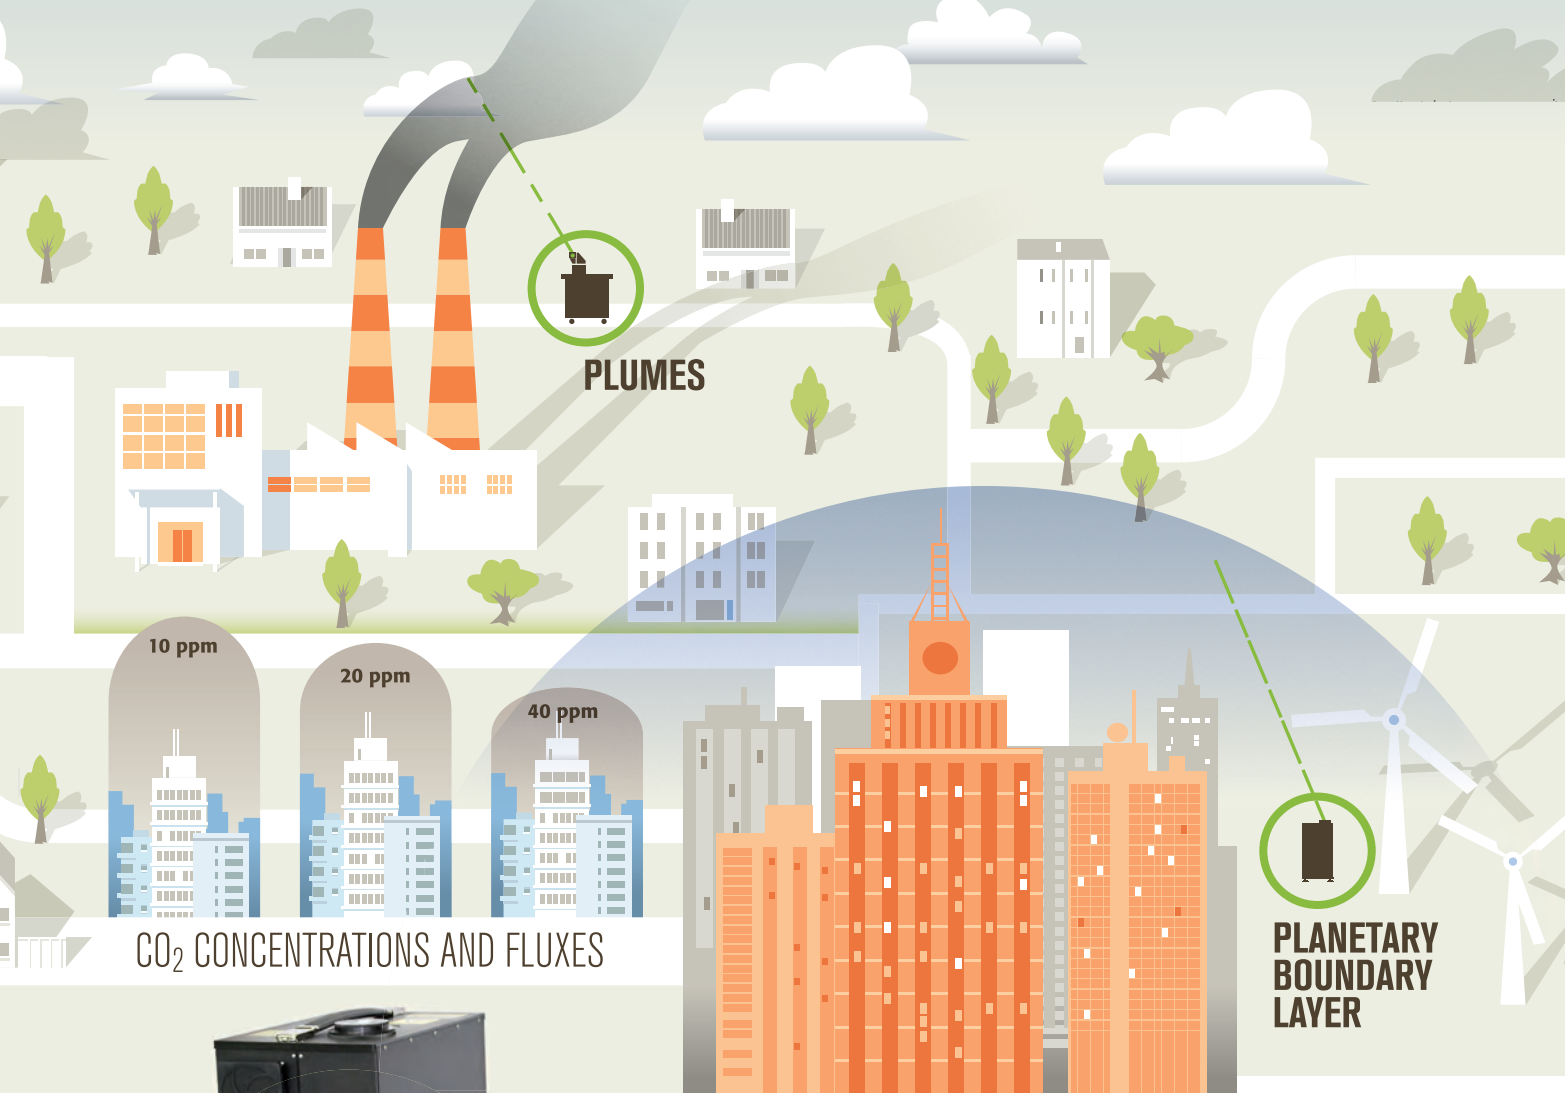 PLUMES
10 ppm
20 ppm
40 ppm
CO₂ CONCENTRATIONS AND FLUXES
PLANETARY
BOUNDARY
LAYER